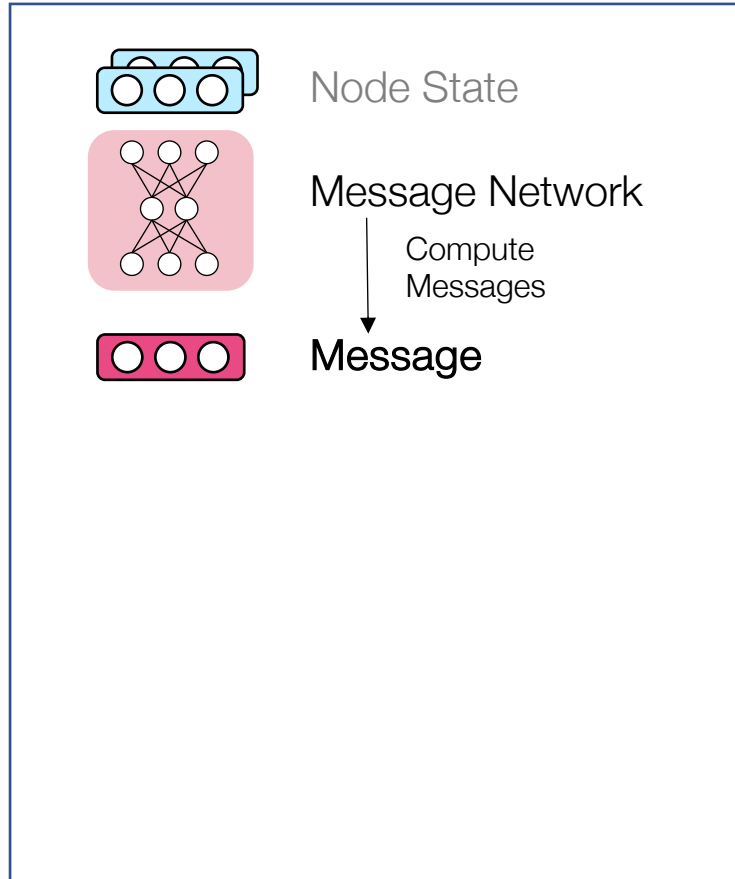 Node State
Message Network
Compute
Messages
Message